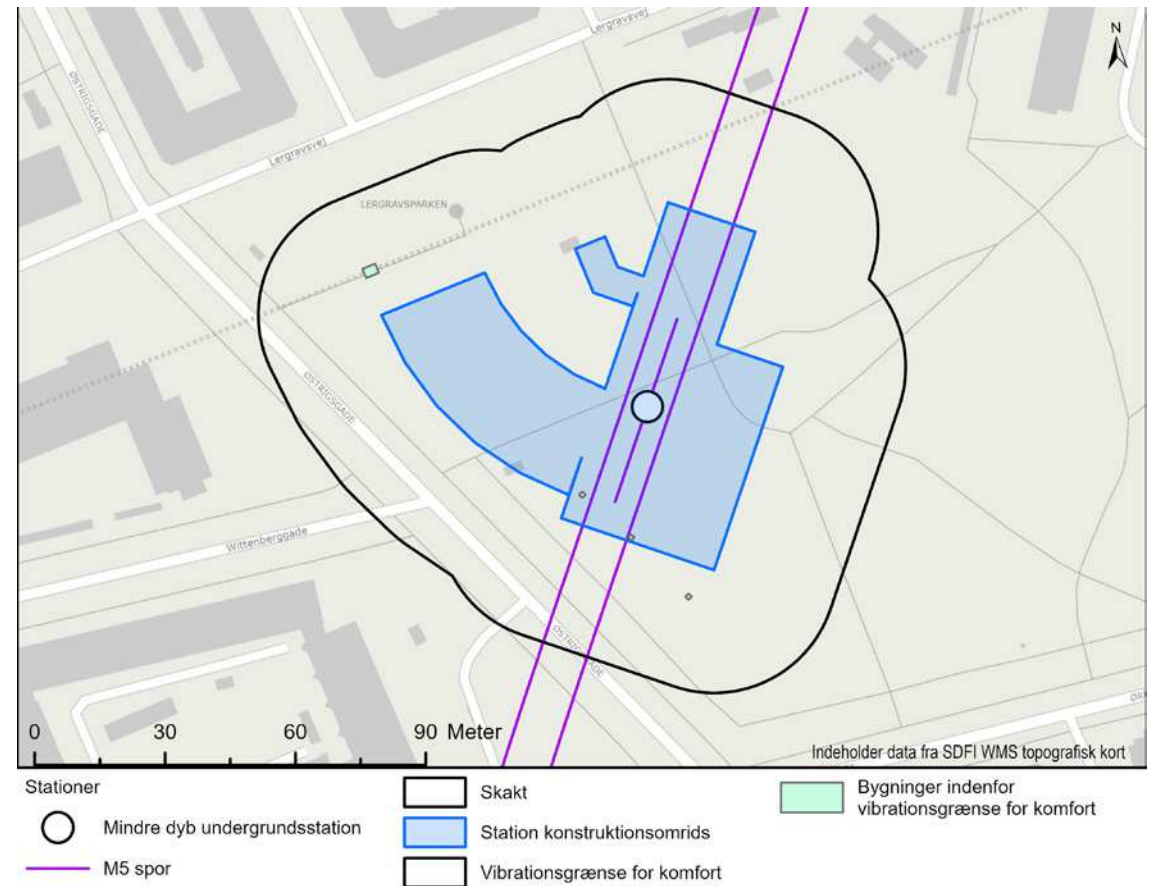 Lergravsvej
N
ØSTRIGSGADE
Lergravsvej
LERGRAVSPARKEN
ØSTRIGSGADE
Wittenberggade
ØSTRIGSGADE
0 30 60 90 Meter
Indeholder data fra SDFI WMS topografisk kort
Stationer
Mindre dyb undergrundsstation
M5 spor
Skakt
Station konstruktionsomrids
Vibrationsgrænse for komfort
Bygninger indenfor
vibrationsgrænse for komfort